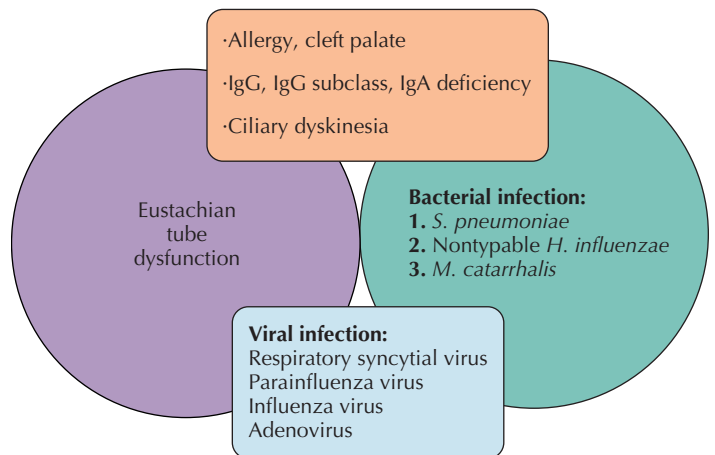 ·Allergy, cleft palate
·IgG, IgG subclass, IgA deficiency
·Ciliary dyskinesia
Eustachian
tube
dysfunction
Bacterial infection:
1. S. pneumoniae
2. Nontypable H. influenzae
3. M. catarrhalis
Viral infection:
Respiratory syncytial virus
Parainfluenza virus
Influenza virus
Adenovirus